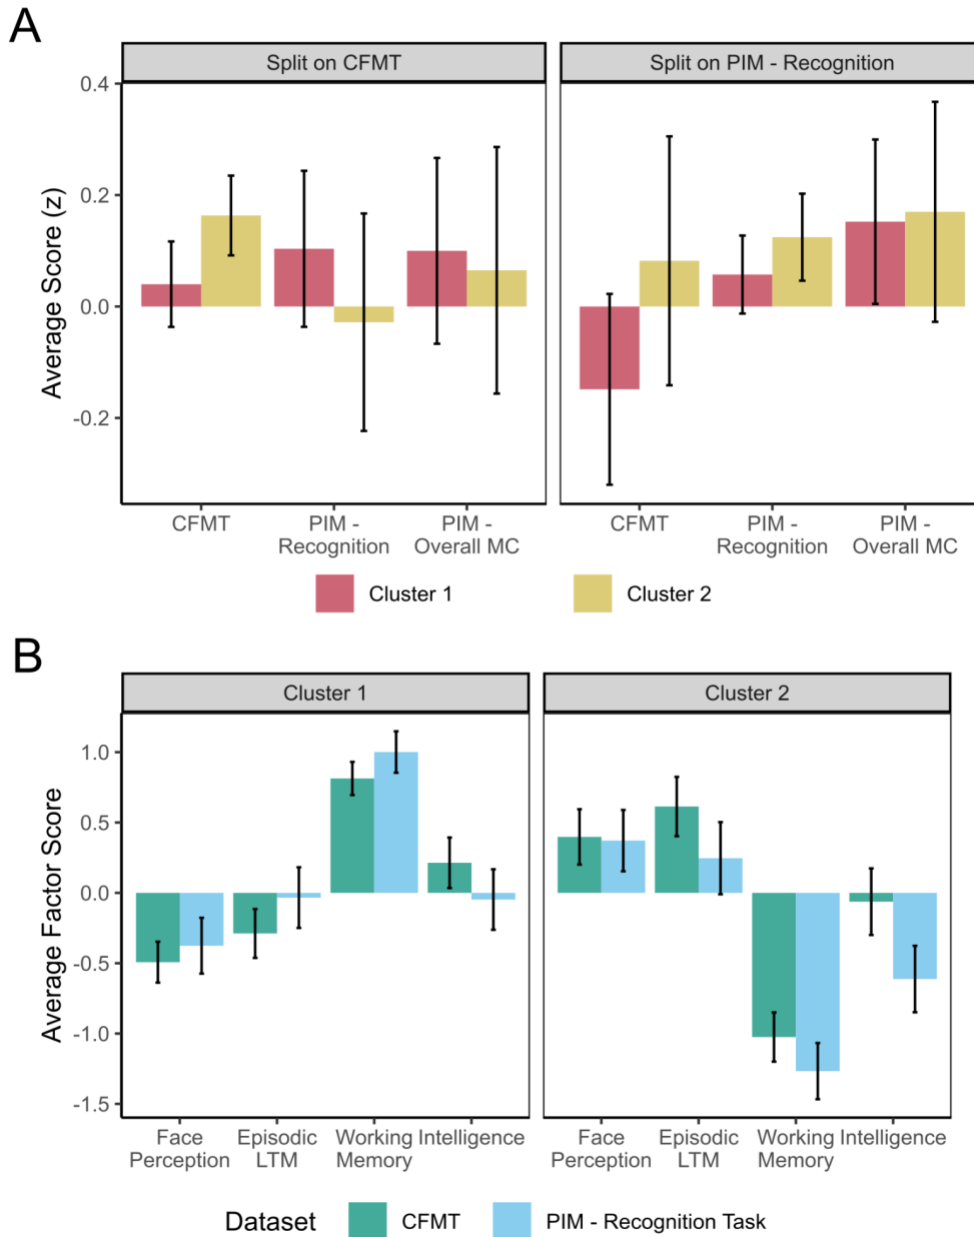 A
Split on CFMT
Split on PIM - Recognition
Average Score (z)
0.4
0.2
0.0
-0.2
CFMT
PIM -
Recognition
PIM -
Overall MC
CFMT
PIM -
Recognition
PIM -
Overall MC
Cluster 1
Cluster 2
B
Cluster 1
Cluster 2
Average Factor Score
1.0
0.5
0.0
-0.5
-1.0
-1.5
Face
Perception
Episodic
LTM
Working
Memory
Intelligence
Face
Perception
Episodic
LTM
Working
Memory
Intelligence
Dataset
CFMT
PIM - Recognition Task